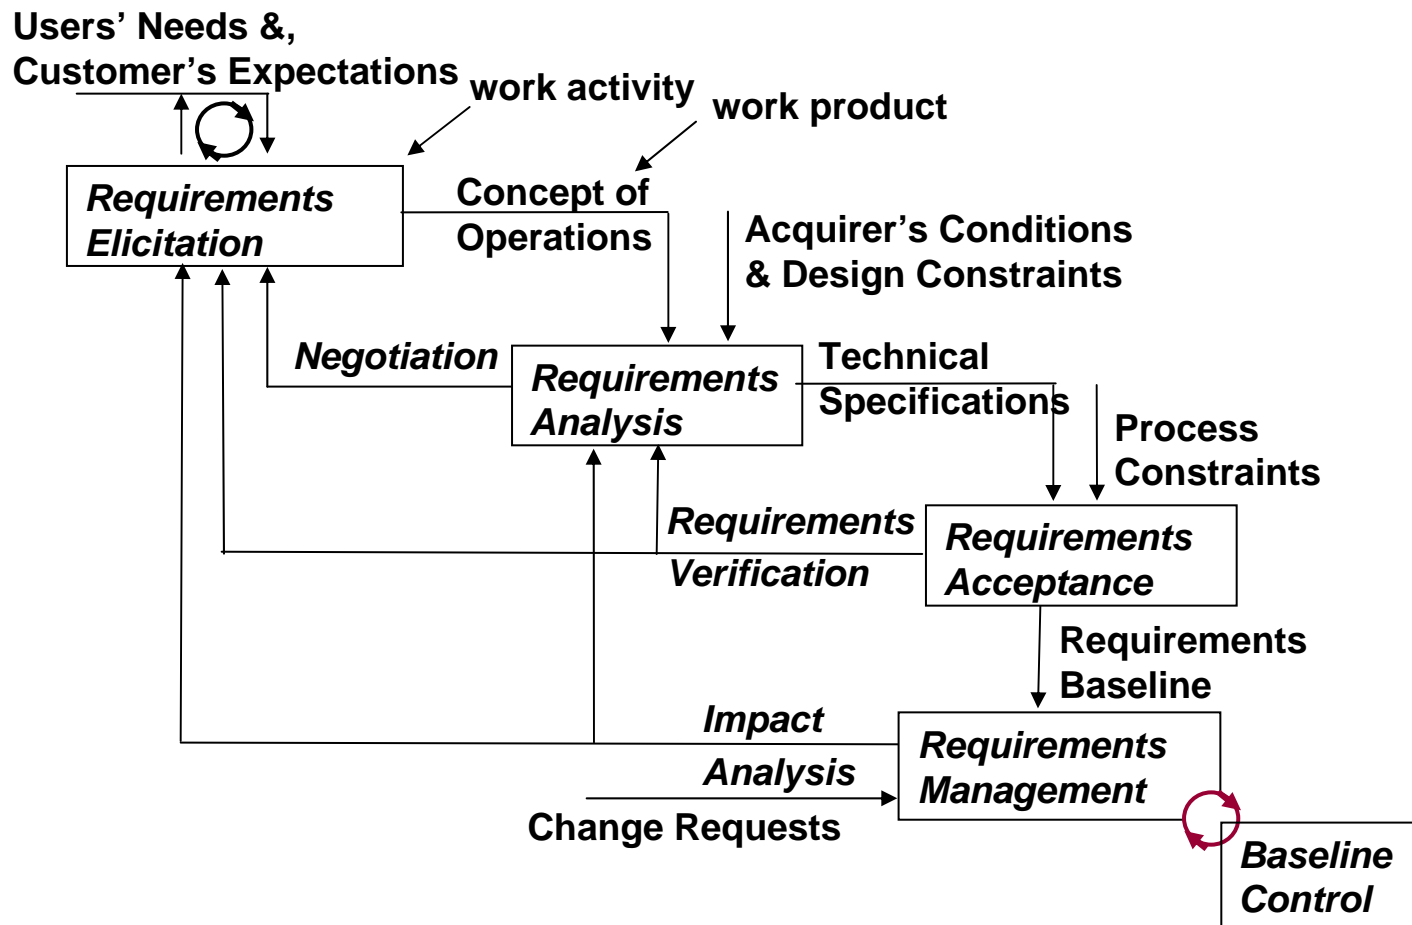 Users’ Needs &,
Customer’s Expectations
work activity
work product
Requirements
Elicitation
Concept of
Operations
Acquirer’s Conditions
& Design Constraints
Negotiation
Requirements
Analysis
Technical
Specifications
Process
Constraints
Requirements
Verification
Requirements
Acceptance
Requirements
Baseline
Impact
Analysis
Requirements
Management
Change Requests
Baseline
Control